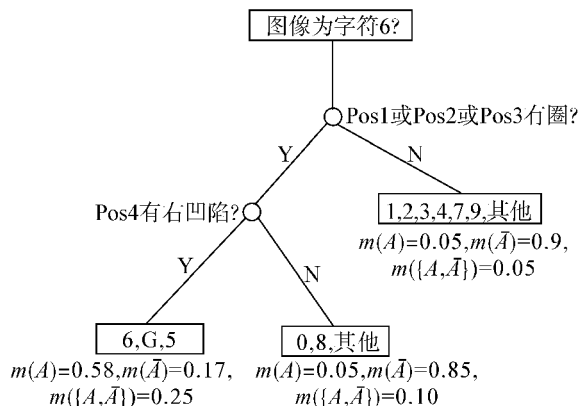 图像为字符6?
Pos1或Pos2或Pos3有圈?
Y
N
Pos4有右凹陷?
1,2,3,4,7,9,其他
m(A)=0.05,m(Ā)=0.9,
m({A,Ā})=0.05
Y
N
6,G,5
0,8,其他
m(A)=0.58,m(Ā)=0.17,
m({A,Ā})=0.25
m(A)=0.05,m(Ā)=0.85,
m({A,Ā})=0.10